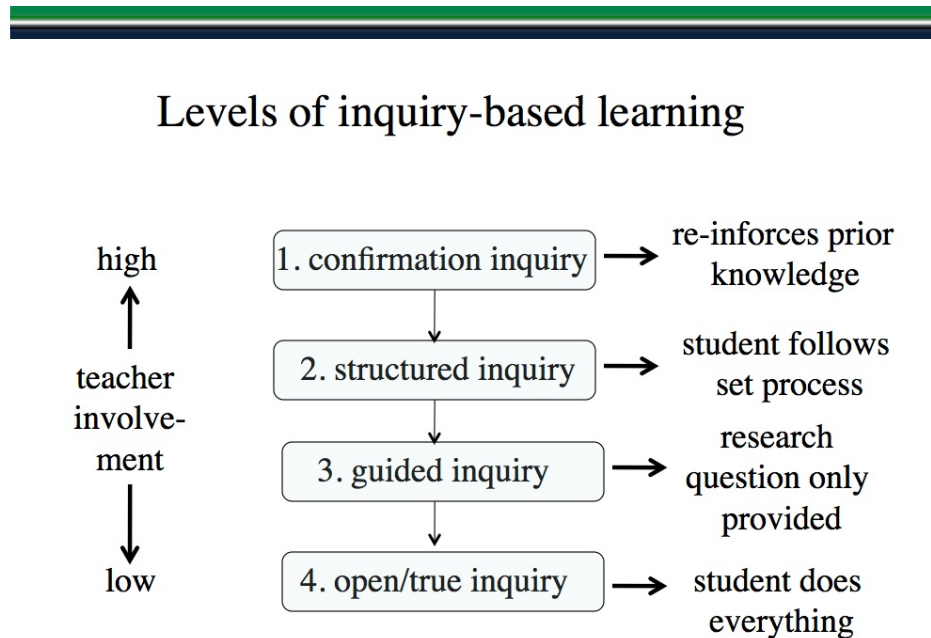 Levels of inquiry-based learning
high
teacher
involve-
ment
low
1. confirmation inquiry
re-inforces prior
knowledge
2. structured inquiry
student follows
set process
3. guided inquiry
research
question only
provided
4. open/true inquiry
student does
everything